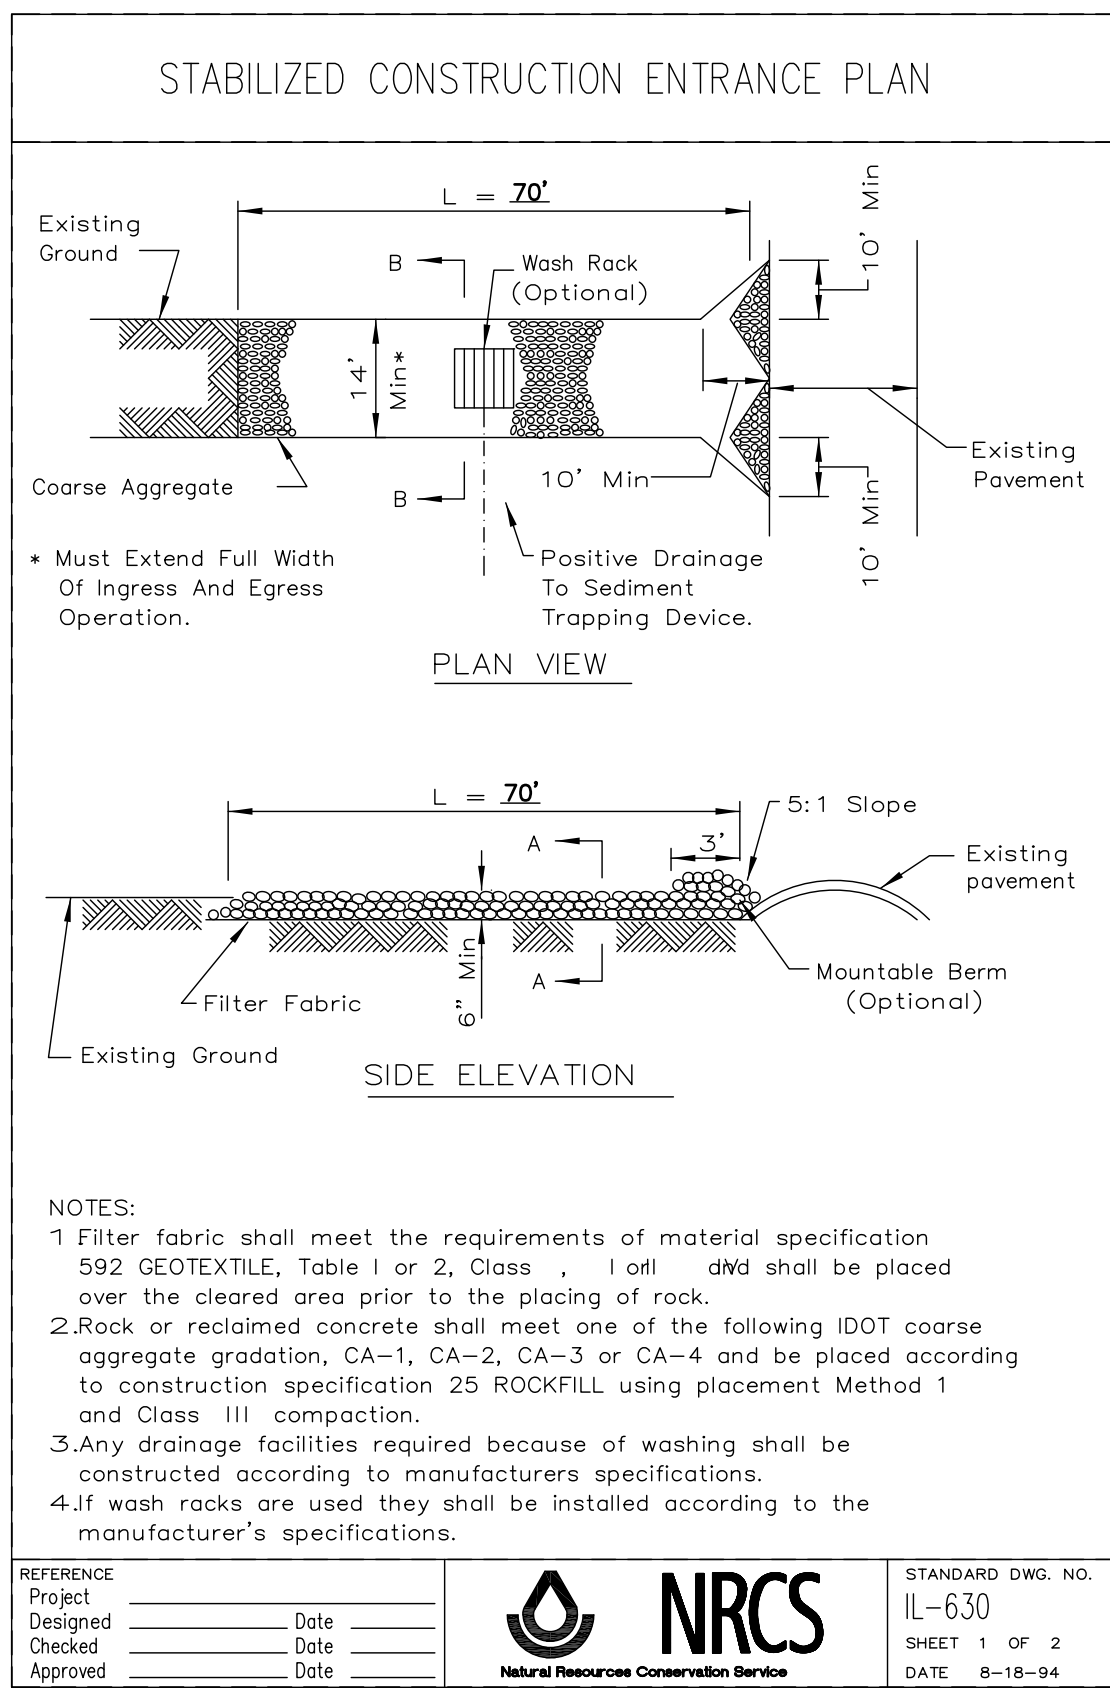 STABILIZED CONSTRUCTION ENTRANCE PLAN
L = 70'
10' Min
Existing
Ground
B
Wash Rack
(Optional)
14'
Min*
Existing
Pavement
Coarse Aggregate
B
10' Min
10' Min
* Must Extend Full Width
Of Ingress And Egress
Operation.
Positive Drainage
To Sediment
Trapping Device.
PLAN VIEW
L = 70'
5:1 Slope
A
3'
Existing
pavement
6" Min
A
Mountable Berm
(Optional)
Filter Fabric
Existing Ground
SIDE ELEVATION
NOTES:
1 Filter fabric shall meet the requirements of material specification
592 GEOTEXTILE, Table I or 2, Class , shall be placed
over the cleared area prior to the placing of rock.
2.Rock or reclaimed concrete shall meet one of the following IDOT coarse
aggregate gradation, CA-1, CA-2, CA-3 or CA-4 and be placed according
to construction specification 25 ROCKFILL using placement Method 1
and Class III compaction.
3.Any drainage facilities required because of washing shall be
constructed according to manufacturers specifications.
4.If wash racks are used they shall be installed according to the
manufacturer's specifications.
REFERENCE
Project
Designed Date
Checked Date
Approved Date
NRCS
Natural Resources Conservation Service
STANDARD DWG. NO.
IL-630
SHEET 1 OF 2
DATE 8-18-94